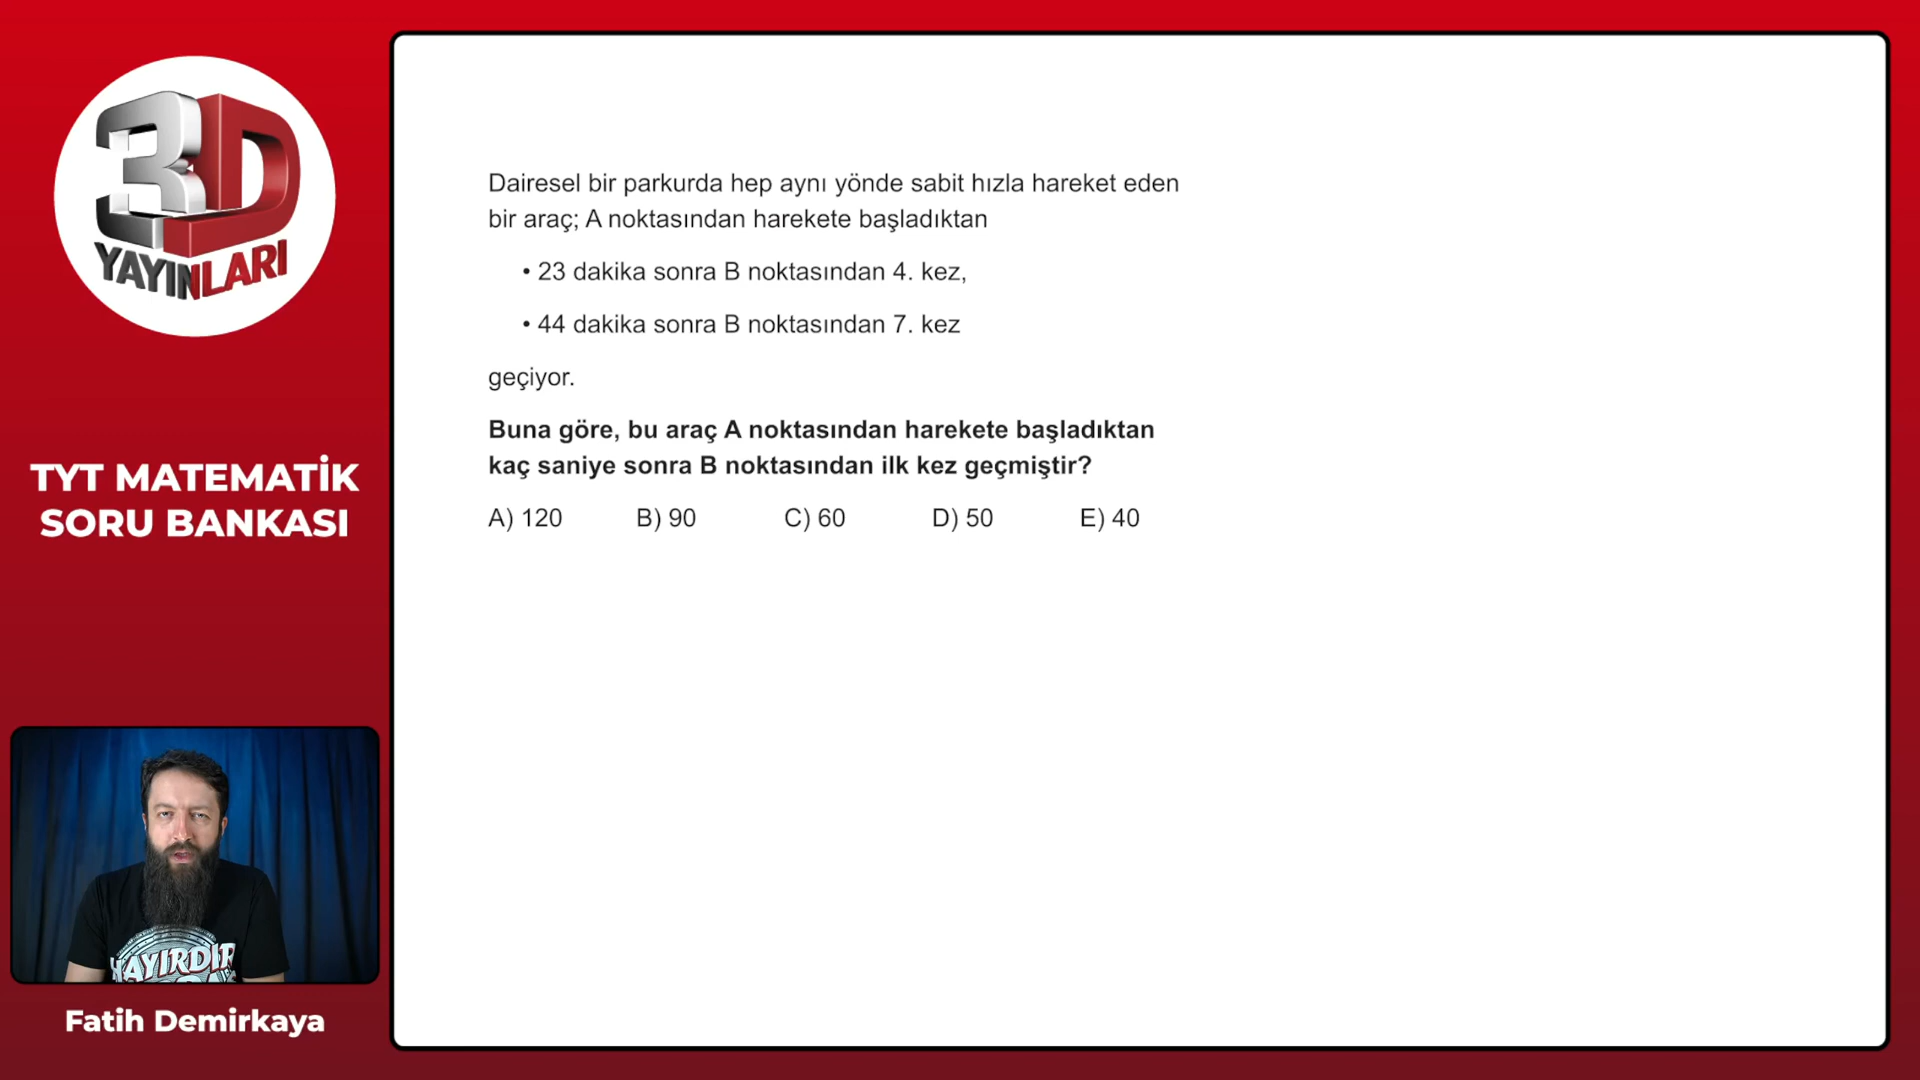 3D
YAYINLARI
TYT MATEMATİK
SORU BANKASI
Dairesel bir parkurda hep aynı yönde sabit hızla hareket eden
bir araç; A noktasından harekete başladıktan
• 23 dakika sonra B noktasından 4. kez,
• 44 dakika sonra B noktasından 7. kez
geçiyor.
Buna göre, bu araç A noktasından harekete başladıktan
kaç saniye sonra B noktasından ilk kez geçmiştir?
A) 120 B) 90 C) 60 D) 50 E) 40
HAYIRDIR
Fatih Demirkaya